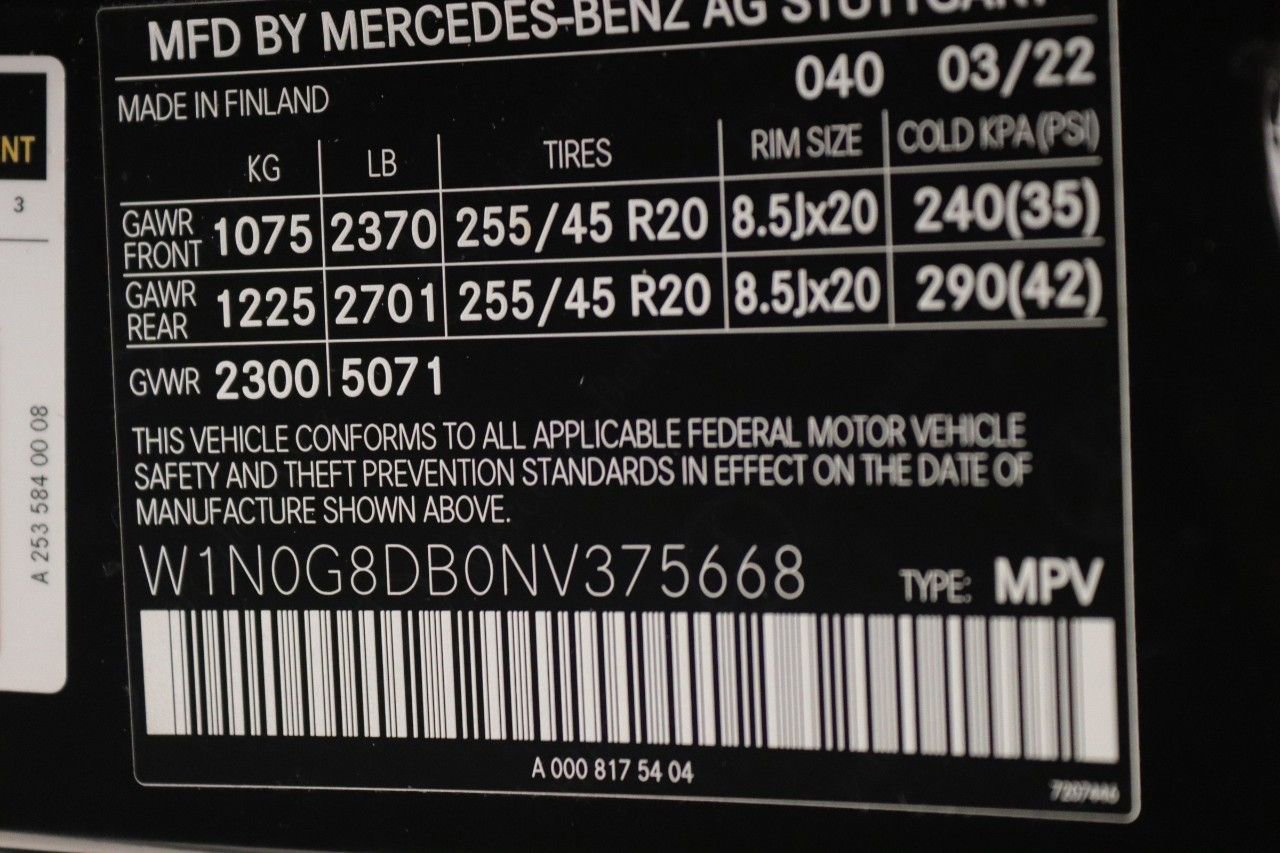 MFD BY MERCEDES-BENZ AG STUTTGART
040 03/22
MADE IN FINLAND
KG LB TIRES RIM SIZE COLD KPA (PSI)
GAWR FRONT 1075 2370 255/45 R20 8.5Jx20 240(35)
GAWR REAR 1225 2701 255/45 R20 8.5Jx20 290(42)
GVWR 2300 5071
THIS VEHICLE CONFORMS TO ALL APPLICABLE FEDERAL MOTOR VEHICLE
SAFETY AND THEFT PREVENTION STANDARDS IN EFFECT ON THE DATE OF
MANUFACTURE SHOWN ABOVE.
W1N0G8DB0NV375668
TYPE: MPV
A 000 817 54 04
NT
3
A 253 584 00 08